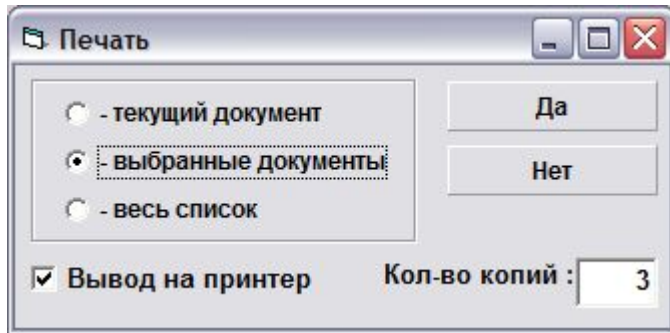 Печать
- текущий документ
- выбранные документы
- весь список
Да
Нет
Вывод на принтер
Кол-во копий : 3